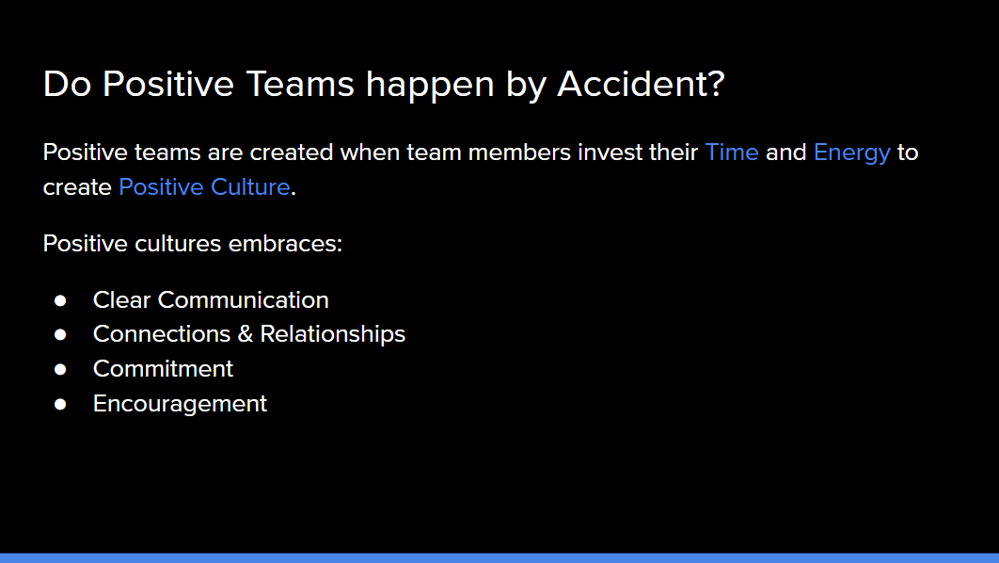 Do Positive Teams happen by Accident?
Positive teams are created when team members invest their Time and Energy to
create Positive Culture.
Positive cultures embraces:
● Clear Communication
● Connections & Relationships
● Commitment
● Encouragement